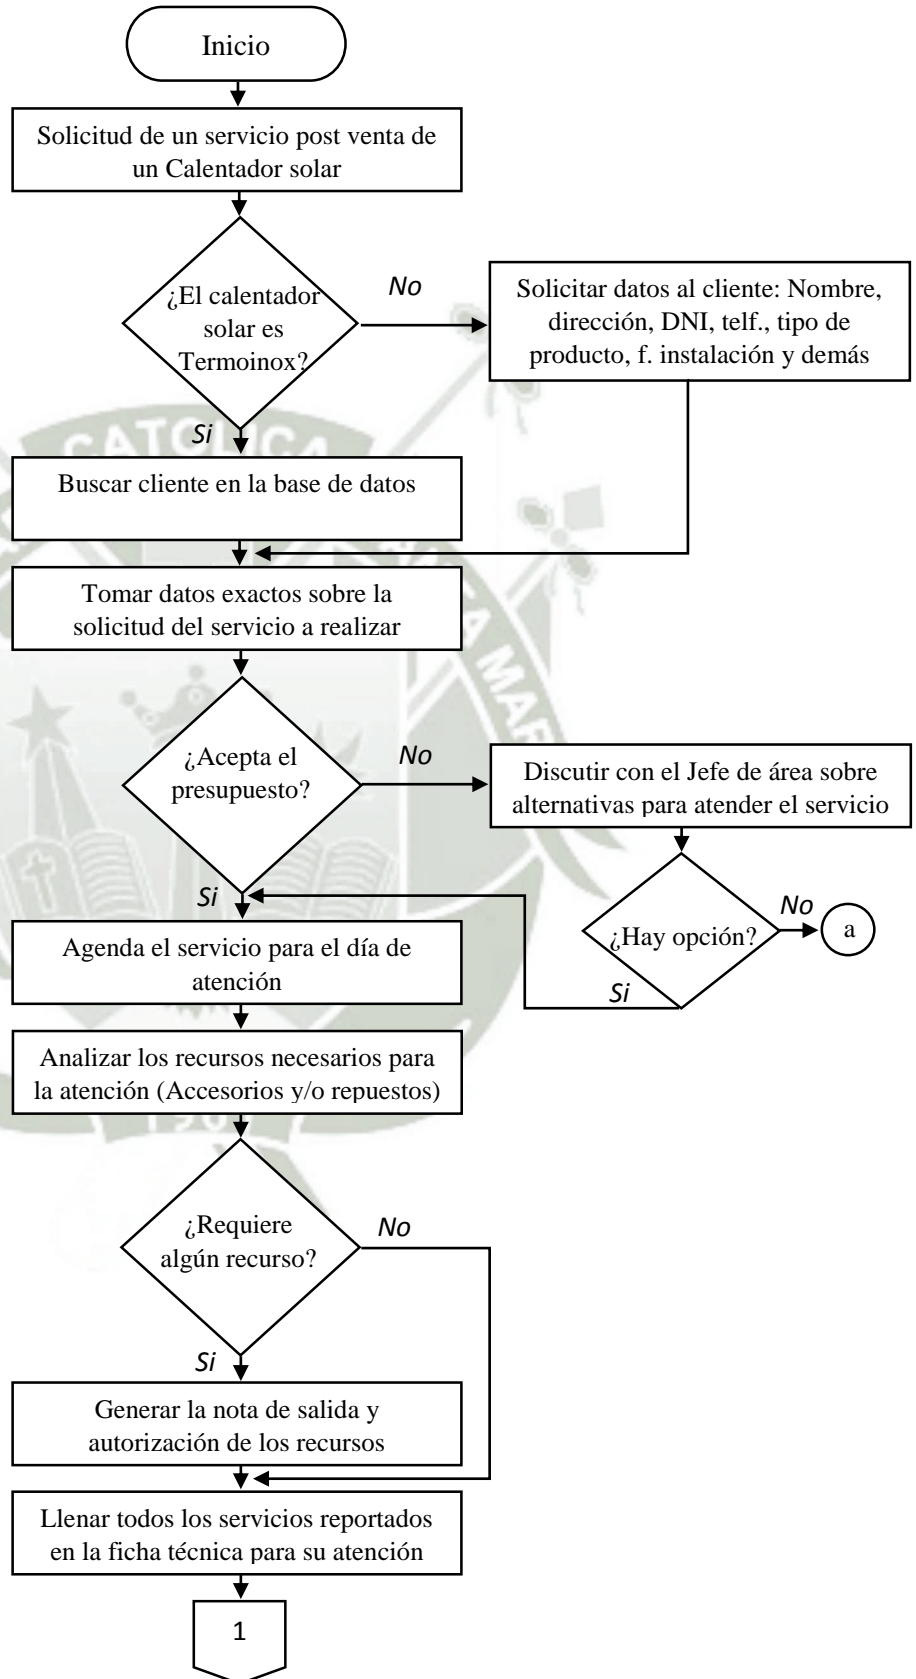 Inicio
Solicitud de un servicio post venta de
un Calentador solar
¿El calentador
solar es
Termoinox?
No
Solicitar datos al cliente: Nombre,
dirección, DNI, telf., tipo de
producto, f. instalación y demás
Si
CATOLICA
Buscar cliente en la base de datos
Tomar datos exactos sobre la
solicitud del servicio a realizar
¿Acepta el
presupuesto?
No
Discutir con el Jefe de área sobre
alternativas para atender el servicio
Si
¿Hay opción?
No
a
Si
Agenda el servicio para el día de
atención
Analizar los recursos necesarios para
la atención (Accesorios y/o repuestos)
¿Requiere
algún recurso?
No
Si
Generar la nota de salida y
autorización de los recursos
Llenar todos los servicios reportados
en la ficha técnica para su atención
1